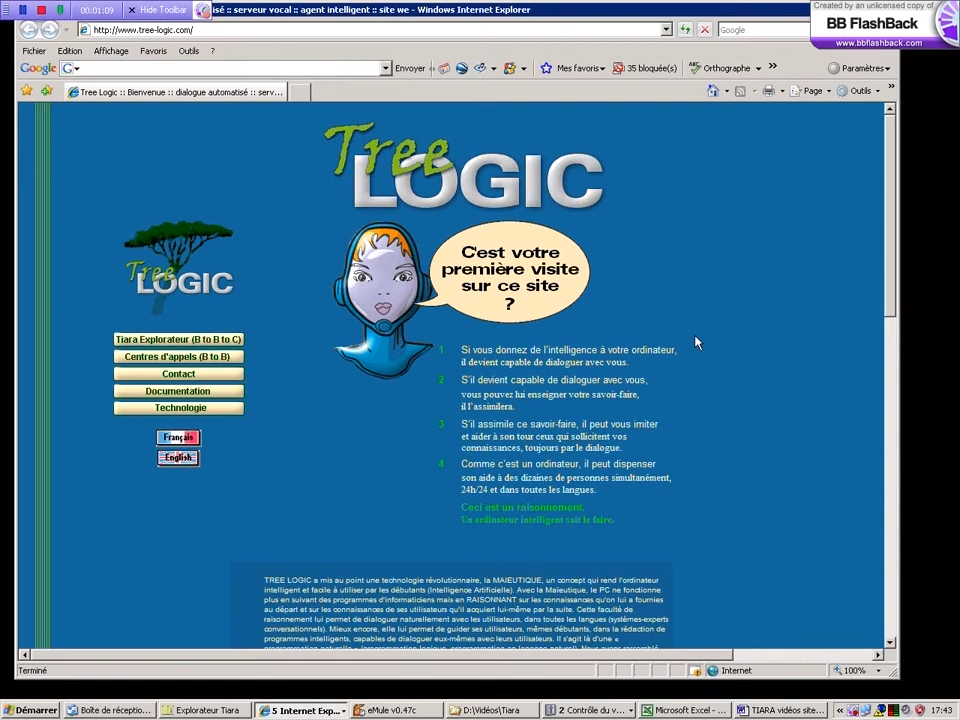 00:01:09
Hide Toolbar
isé :: serveur vocal :: agent intelligent :: site we - Windows Internet Explorer
Created by an unlicensed copy of
BB FlashBack
www.bbflashback.com
http://www.tree-logic.com/
Google
Fichier Edition Affichage Favoris Outils ?
Google G Envoyer Mes favoris 35 bloquée(s) Orthographe » Paramètres
Tree Logic :: Bienvenue :: dialogue automatisé :: serv...
Page Outils »
Tree
LOGIC
C'est votre
première visite
sur ce site
?
Tree
LOGIC
Tiara Explorateur (B to B to C)
Centres d'appels (B to B)
Contact
Documentation
Technologie
Français
English
1 Si vous donnez de l'intelligence à votre ordinateur,
il devient capable de dialoguer avec vous.
2 S'il devient capable de dialoguer avec vous,
vous pouvez lui enseigner votre savoir-faire,
il l'assimilera.
3 S'il assimile ce savoir-faire, il peut vous imiter
et aider à son tour ceux qui sollicitent vos
connaissances, toujours par le dialogue.
4 Comme c'est un ordinateur, il peut dispenser
son aide à des dizaines de personnes simultanément,
24h/24 et dans toutes les langues.
Ceci est un raisonnement.
Un ordinateur intelligent sait le faire.
TREE LOGIC a mis au point une technologie révolutionnaire, la MAIEUTIQUE, un concept qui rend l'ordinateur
intelligent et facile à utiliser par les débutants (Intelligence Artificielle). Avec la Maieutique, le PC ne fonctionne
plus en suivant des programmes d'informaticiens mais en RAISONNANT sur les connaissances qu'on lui a fournies
au départ et sur les connaissances de ses utilisateurs qu'il acquiert lui-même par la suite. Cette faculté de
raisonnement lui permet de dialoguer naturellement avec les utilisateurs, dans toutes les langues (systèmes-experts
conversationnels). Mieux encore, elle lui permet de guider ses utilisateurs, mêmes débutants, dans la rédaction de
programmes intelligents, capables de dialoguer eux-mêmes avec leurs utilisateurs. Il s'agit là d'une «
Terminé
Internet
100%
Démarrer
Boîte de réceptio...
Explorateur Tiara
5 Internet Exp...
eMule v0.47c
D:\Vidéos\Tiara
2 Contrôle du v...
Microsoft Excel - ...
TIARA vidéos site...
17:43